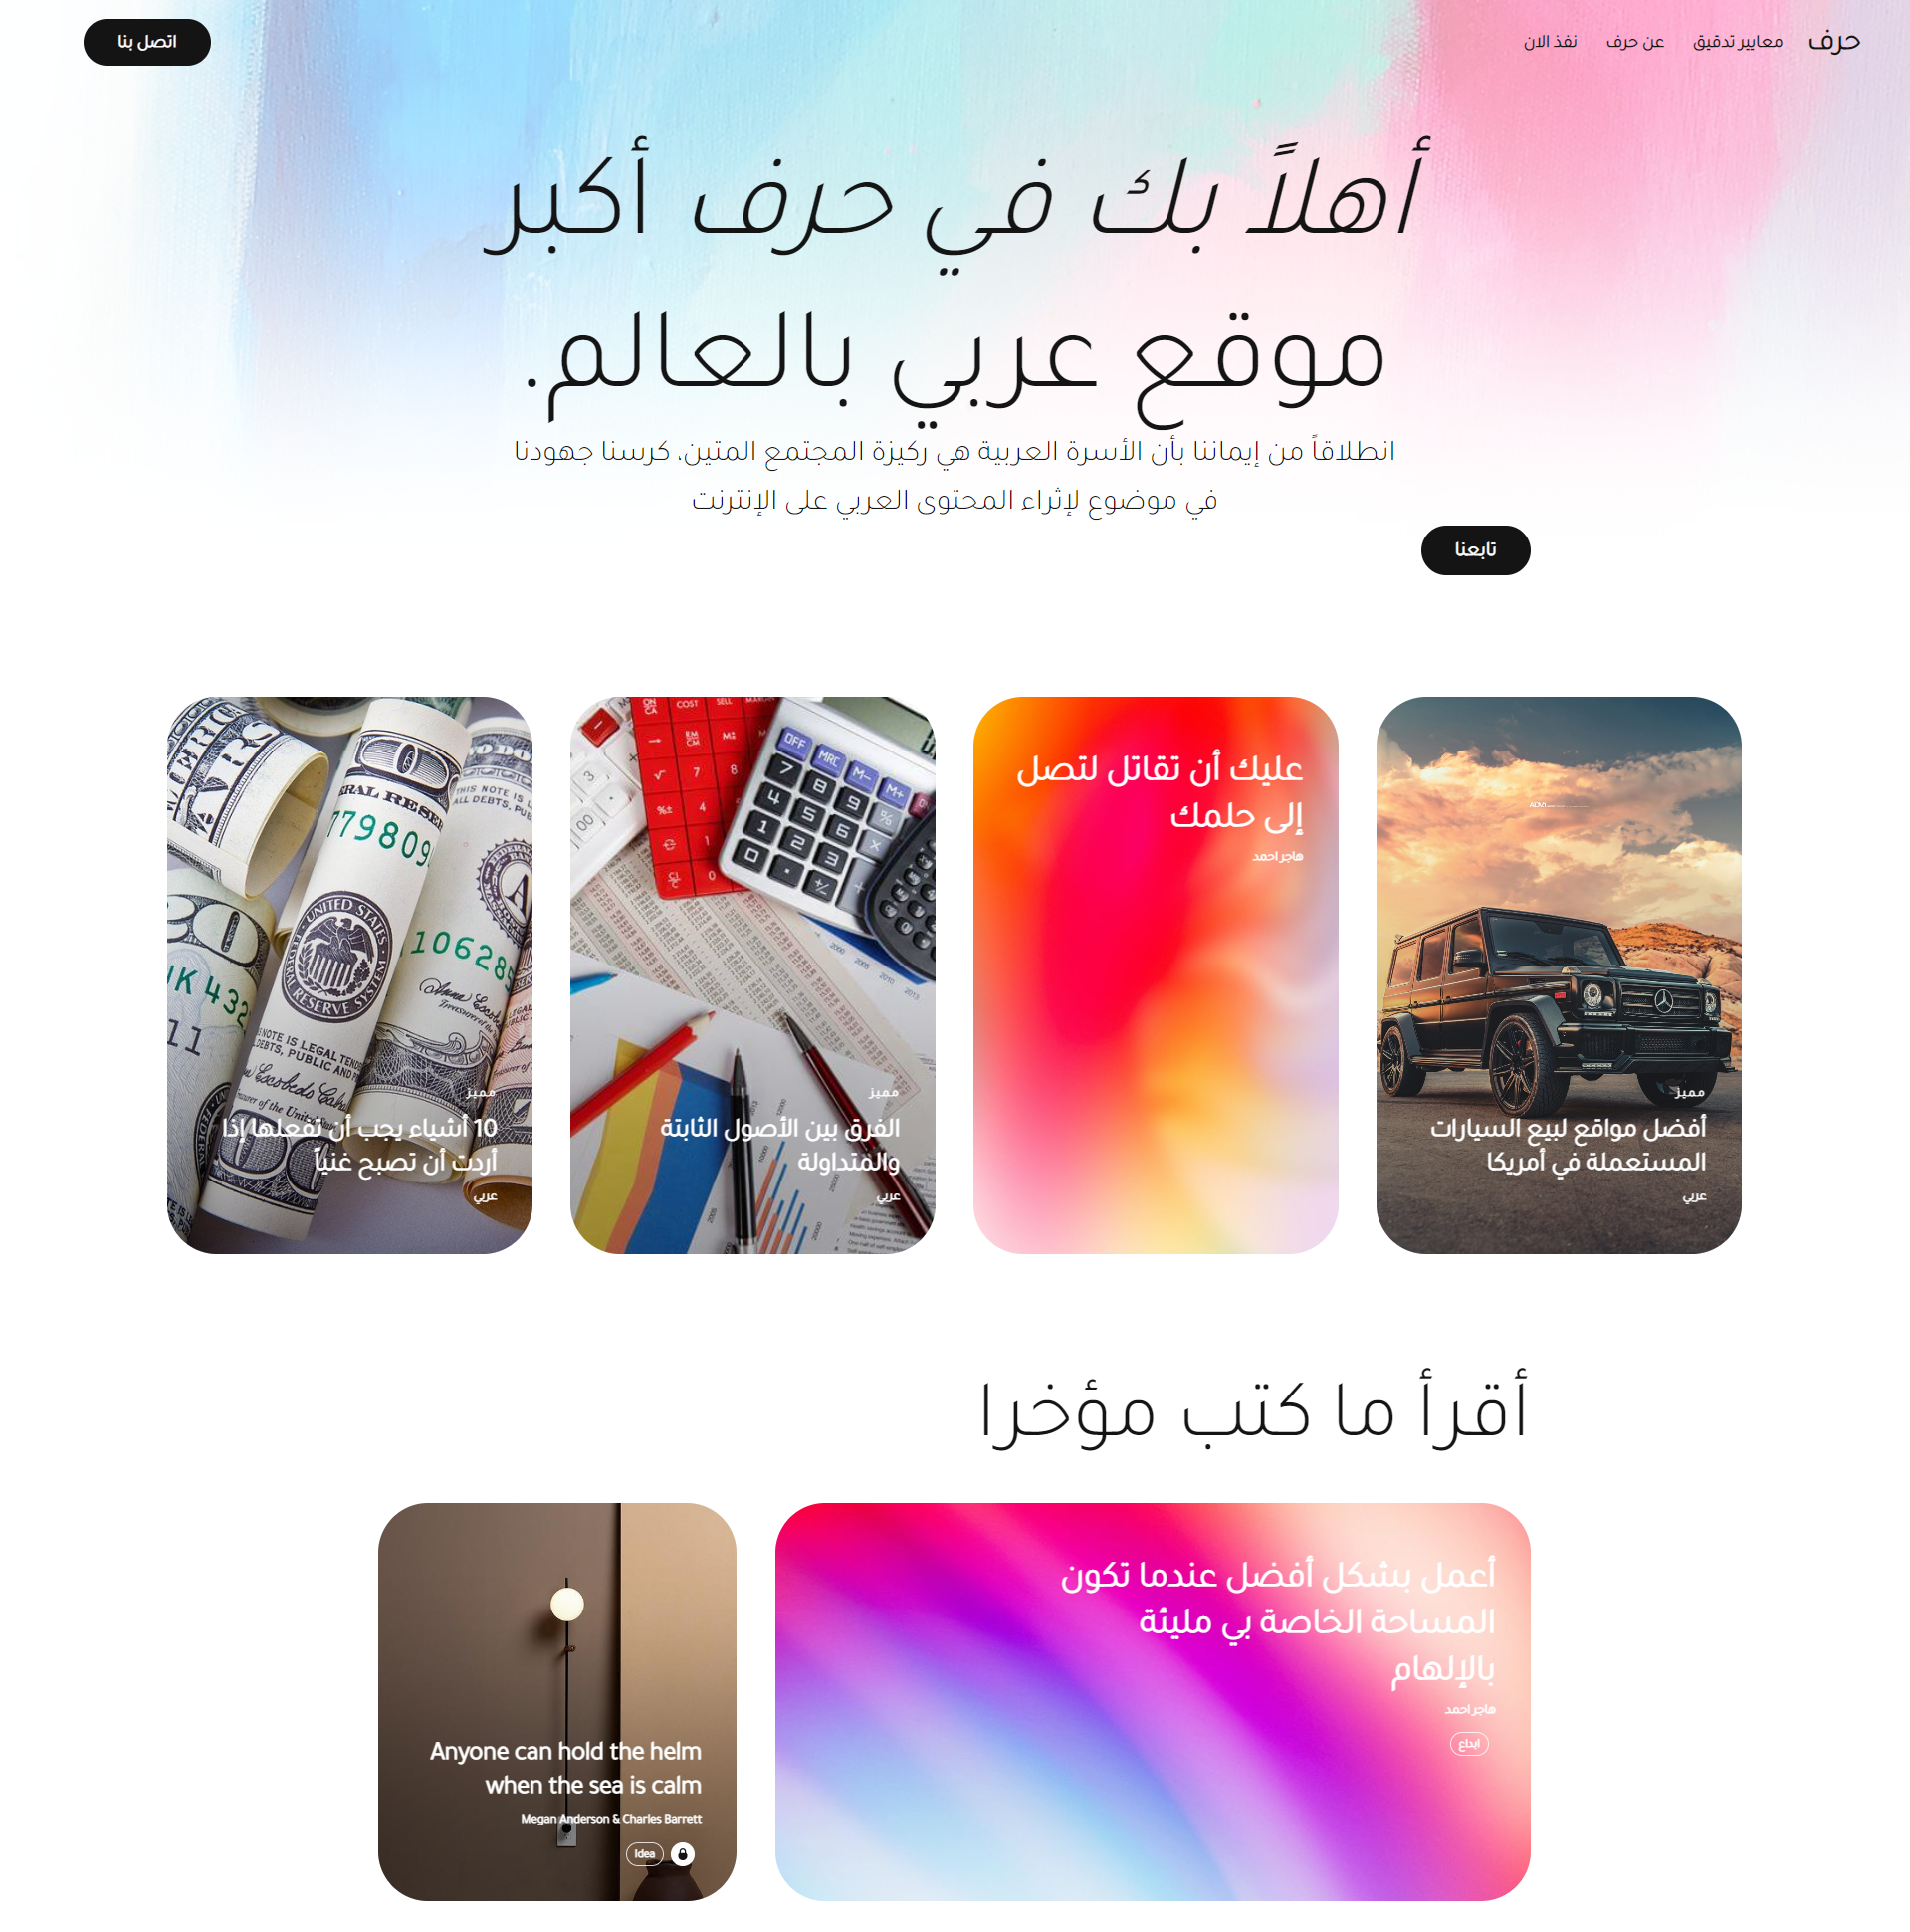 حرف
معايير تدقيق
عن حرف
نفذ الان
اتصل بنا
أهلاً بك في حرف أكبر
موقع عربي بالعالم.
انطلاقاً من إيماننا بأن الأسرة العربية هي ركيزة المجتمع المتين، كرسنا جهودنا
في موضوع لإثراء المحتوى العربي على الإنترنت
تابعنا
مميز
أفضل مواقع لبيع السيارات
المستعملة في أمريكا
عربي
عليك أن تقاتل لتصل
إلى حلمك
هاجر احمد
مميز
الفرق بين الأصول الثابتة
والمتداولة
عربي
مميز
10 أشياء يجب أن تفعلها إذا
أردت أن تصبح غنياً
عربي
أقرأ ما كتب مؤخرا
أعمل بشكل أفضل عندما تكون
المساحة الخاصة بي مليئة
بالإلهام
هاجر احمد
ابداع
Anyone can hold the helm
when the sea is calm
Megan Anderson & Charles Barrett
Idea